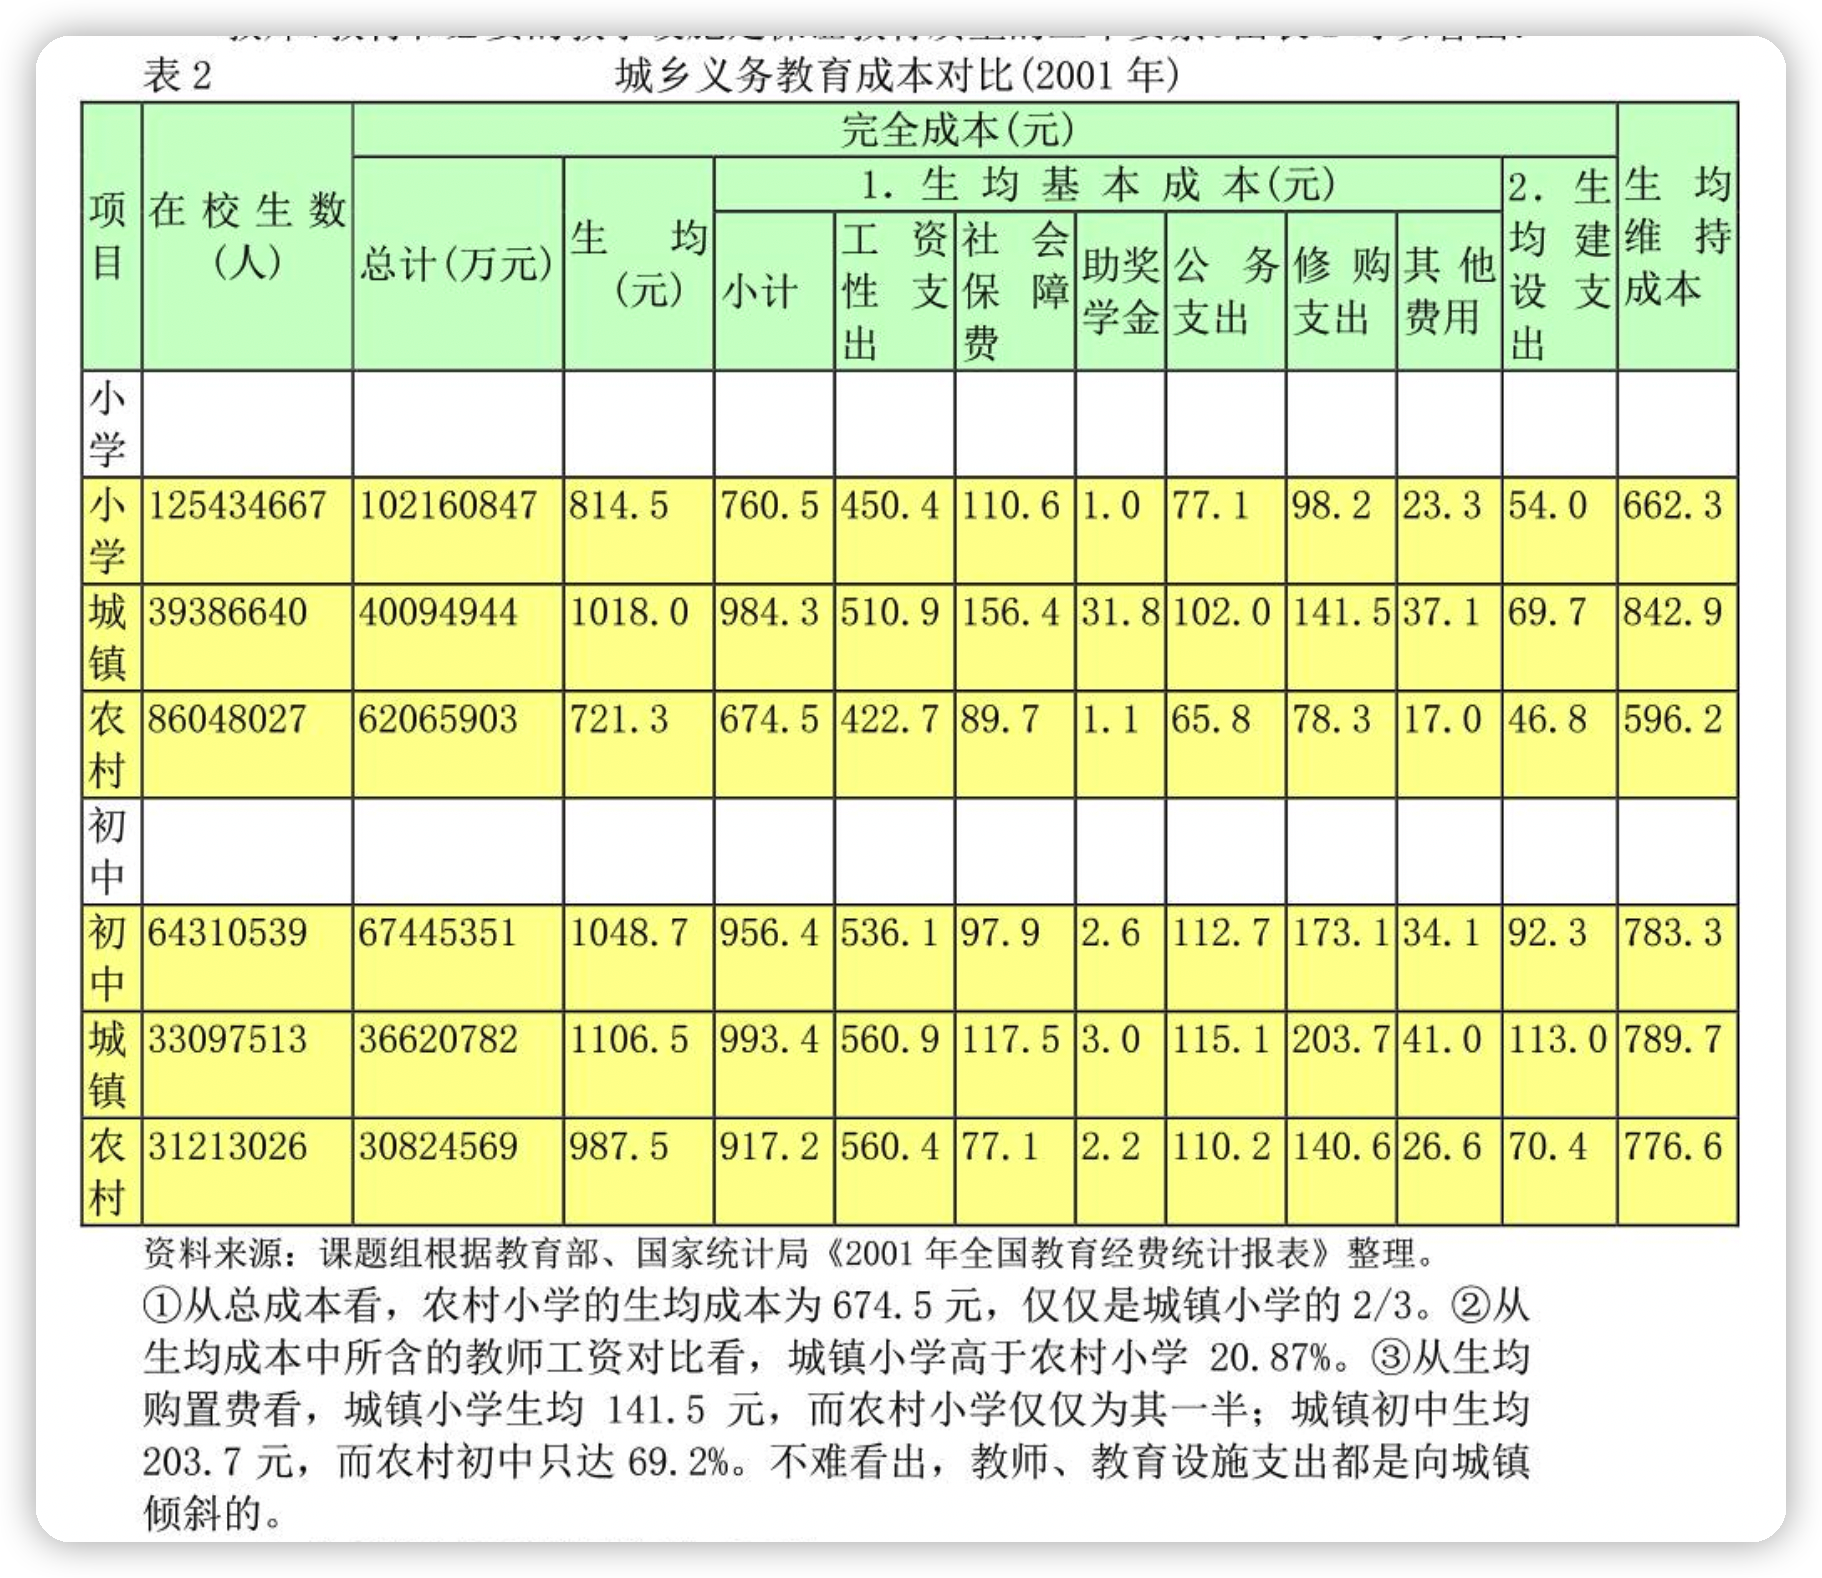 表2 城乡义务教育成本对比(2001年)
项目 在校生数(人) 完全成本(元) 生均维持成本
总计(万元) 生均(元) 1.生均基本成本(元) 2.生均建设支出
小计 工资性支出 社会保障费 助奖学金 公务支出 修购支出 其他费用
小学
小学 125434667 102160847 814.5 760.5 450.4 110.6 1.0 77.1 98.2 23.3 54.0 662.3
城镇 39386640 40094944 1018.0 984.3 510.9 156.4 31.8 102.0 141.5 37.1 69.7 842.9
农村 86048027 62065903 721.3 674.5 422.7 89.7 1.1 65.8 78.3 17.0 46.8 596.2
初中
初中 64310539 67445351 1048.7 956.4 536.1 97.9 2.6 112.7 173.1 34.1 92.3 783.3
城镇 33097513 36620782 1106.5 993.4 560.9 117.5 3.0 115.1 203.7 41.0 113.0 789.7
农村 31213026 30824569 987.5 917.2 560.4 77.1 2.2 110.2 140.6 26.6 70.4 776.6
资料来源：课题组根据教育部、国家统计局《2001年全国教育经费统计报表》整理。
①从总成本看，农村小学的生均成本为674.5元，仅仅是城镇小学的2/3。②从
生均成本中所含的教师工资对比看，城镇小学高于农村小学 20.87%。③从生均
购置费看，城镇小学生均 141.5 元，而农村小学仅仅为其一半；城镇初中生均
203.7元，而农村初中只达69.2%。不难看出，教师、教育设施支出都是向城镇
倾斜的。